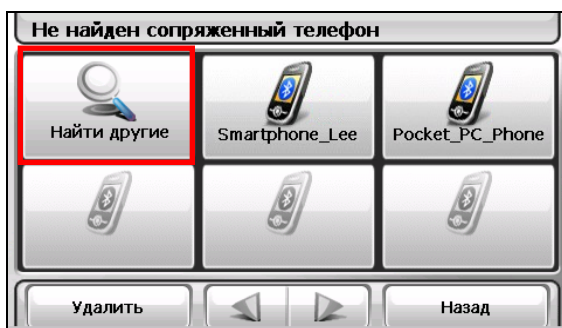 Не найден сопряженный телефон
Найти другие
Smartphone_Lee
Pocket_PC_Phone
Удалить
Назад